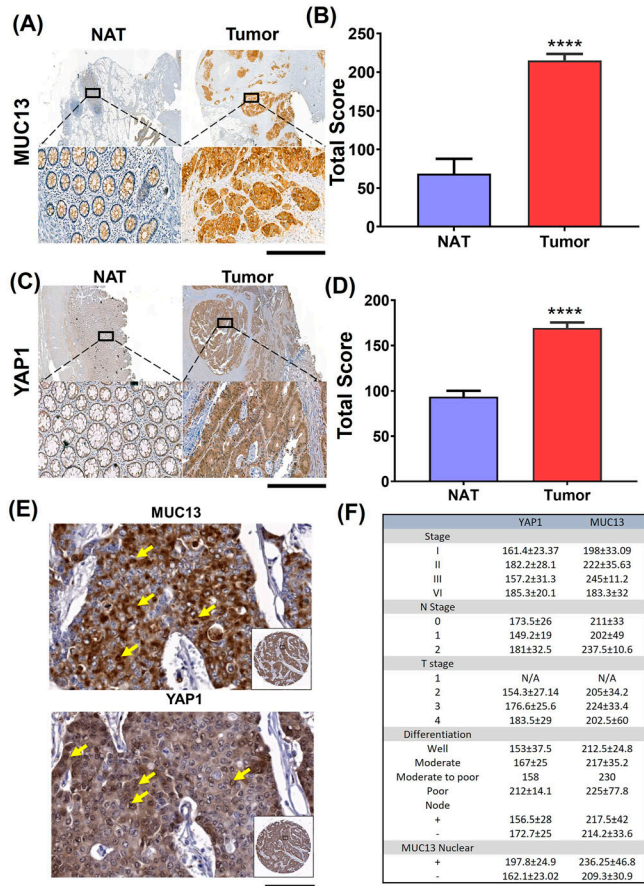 (A)
NAT Tumor
MUC13
(B)
Total Score
250
200
150
100
50
0
****
NAT Tumor
(C)
NAT Tumor
YAP1
(D)
Total Score
200
150
100
50
0
****
NAT Tumor
(E)
MUC13
YAP1
(F)
YAP1 MUC13
Stage
I 161.4±23.37 198±33.09
II 182.2±28.1 222±35.63
III 157.2±31.3 245±11.2
VI 185.3±20.1 183.3±32
N Stage
0 173.5±26 211±33
1 149.2±19 202±49
2 181±32.5 237.5±10.6
T stage
1 N/A N/A
2 154.3±27.14 205±34.2
3 176.6±25.6 224±33.4
4 183.5±29 202.5±60
Differentiation
Well 153±37.5 212.5±24.8
Moderate 167±25 217±35.2
Moderate to poor 158 230
Poor 212±14.1 225±77.8
Node
+ 156.5±28 217.5±42
- 172.7±25 214.2±33.6
MUC13 Nuclear
+ 197.8±24.9 236.25±46.8
- 162.1±23.02 209.3±30.9